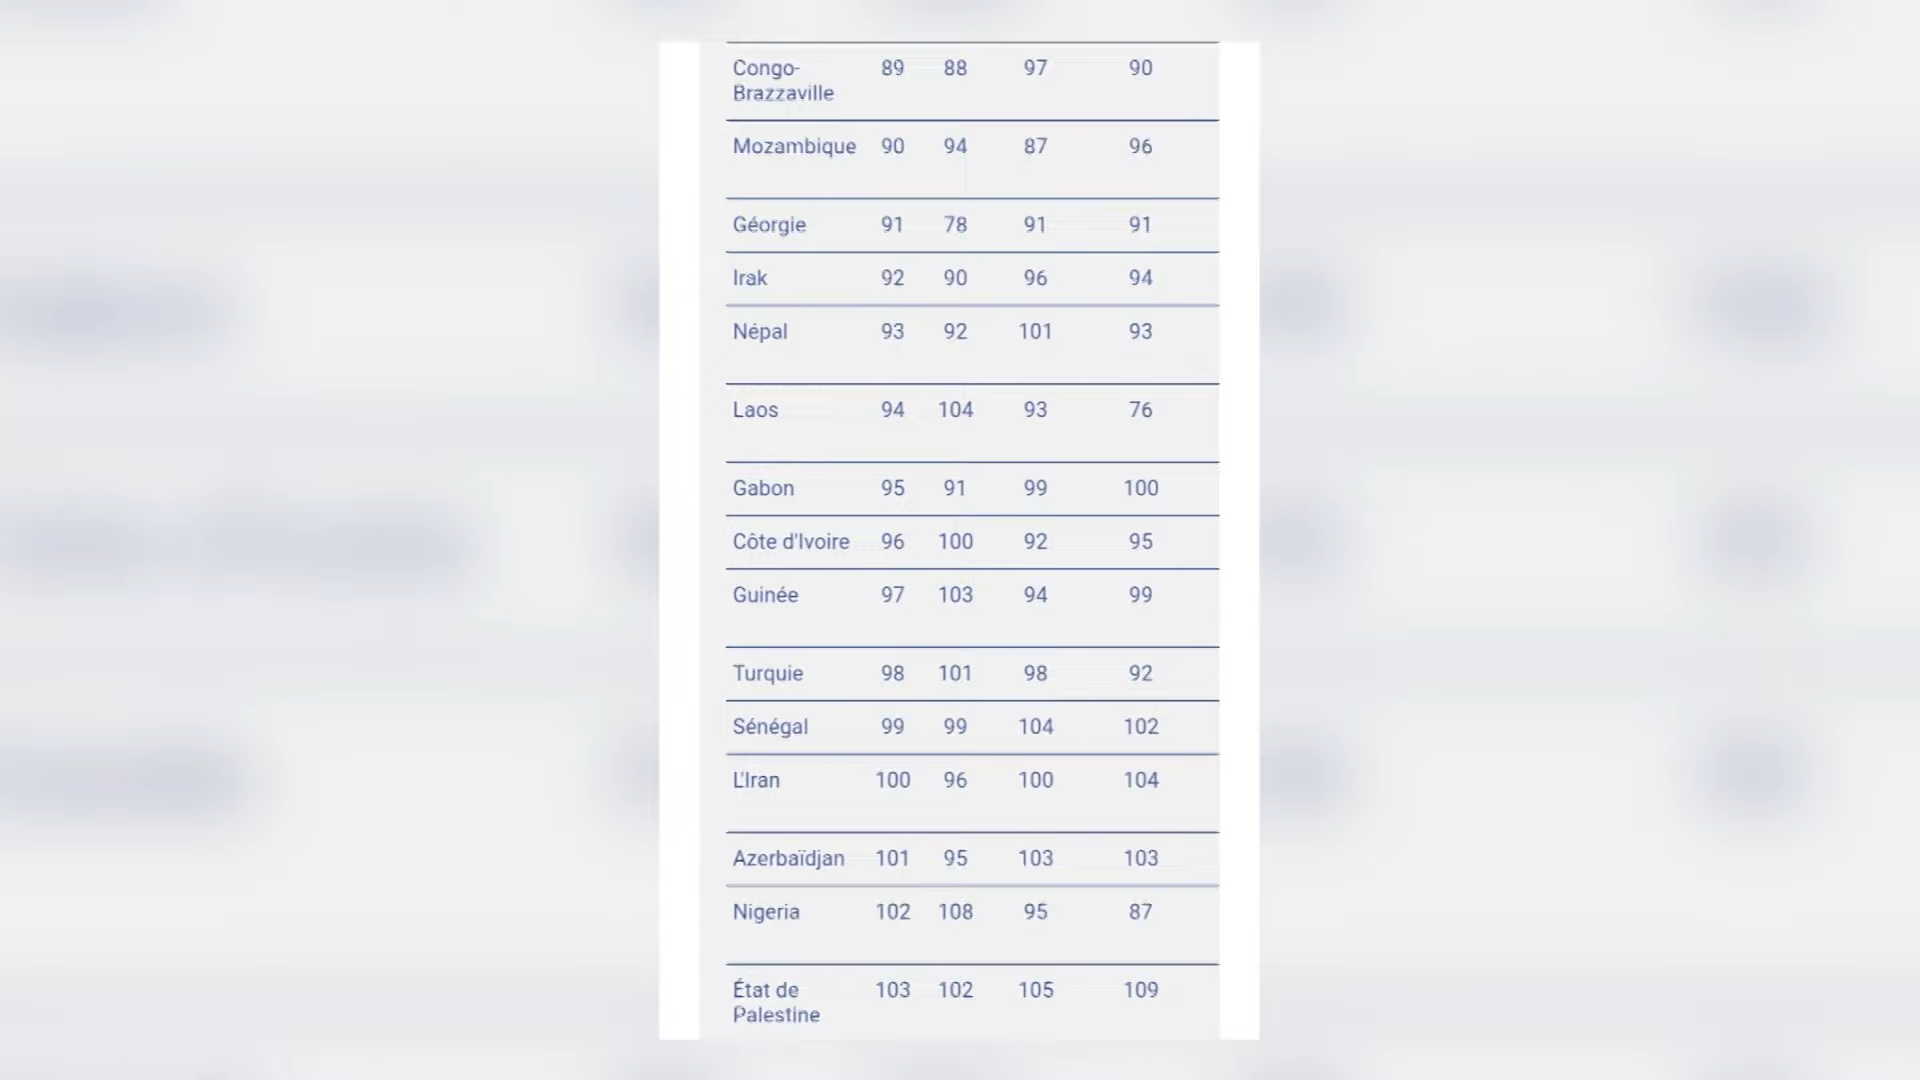 Congo- 89 88 97 90
Brazzaville
Mozambique 90 94 87 96
Géorgie 91 78 91 91
Irak 92 90 96 94
Népal 93 92 101 93
Laos 94 104 93 76
Gabon 95 91 99 100
Côte d'Ivoire 96 100 92 95
Guinée 97 103 94 99
Turquie 98 101 98 92
Sénégal 99 99 104 102
L'Iran 100 96 100 104
Azerbaïdjan 101 95 103 103
Nigeria 102 108 95 87
État de 103 102 105 109
Palestine